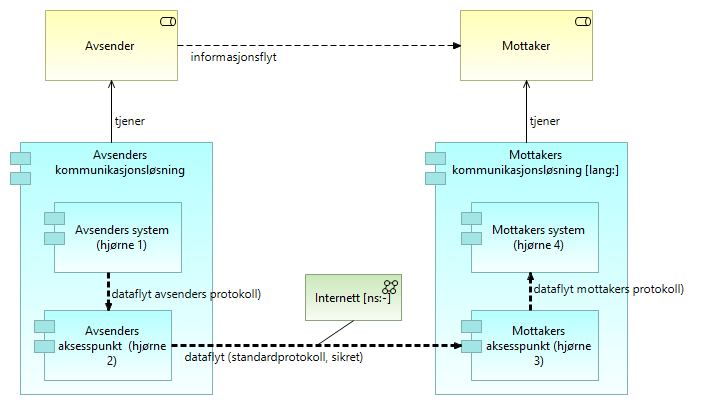 Avsender
Mottaker
informasjonsflyt
tjener
tjener
Avsenders
kommunikasjonsløsning
Mottakers
kommunikasjonsløsning [lang:]
Avsenders system
(hjørne 1)
Mottakers system
(hjørne 4)
dataflyt avsenders protokoll)
Internett [ns:-]
dataflyt mottakers protokoll)
Avsenders
aksesspunkt  (hjørne
2)
dataflyt (standardprotokoll, sikret)
Mottakers
aksesspunkt (hjørne
3)